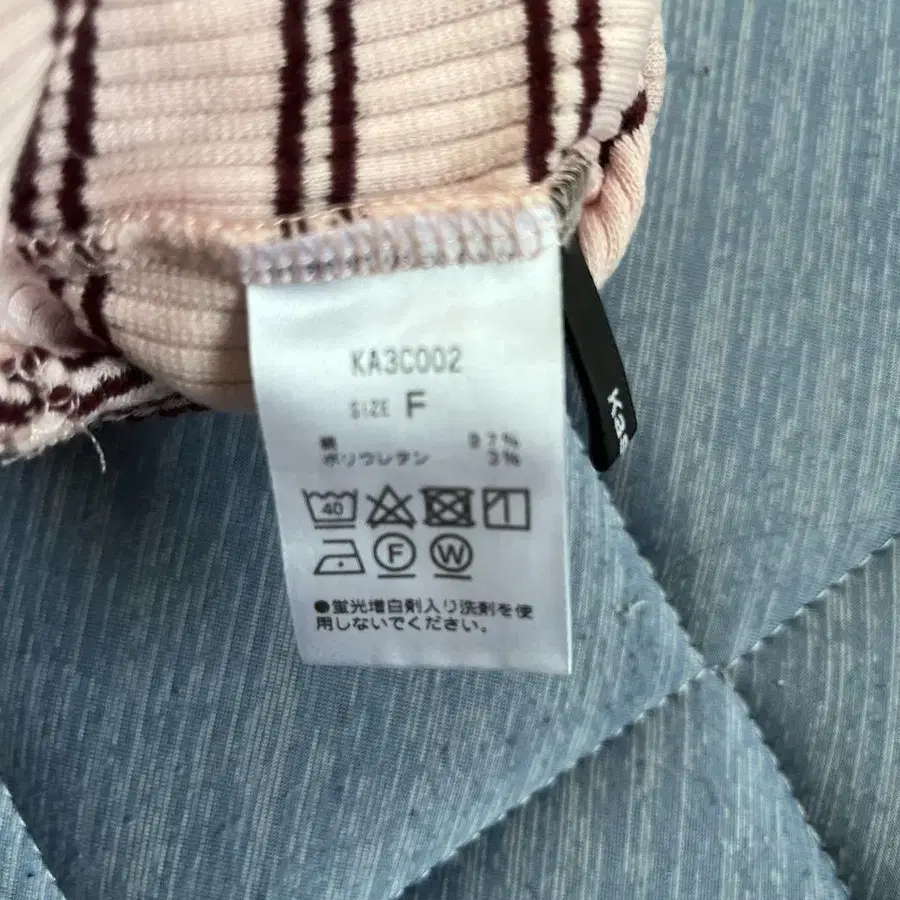 KA3C002
SIZE F
綿 97%
ポリウレタン 3%
40
F W
●蛍光増白剤入り洗剤を使
用しないでください。